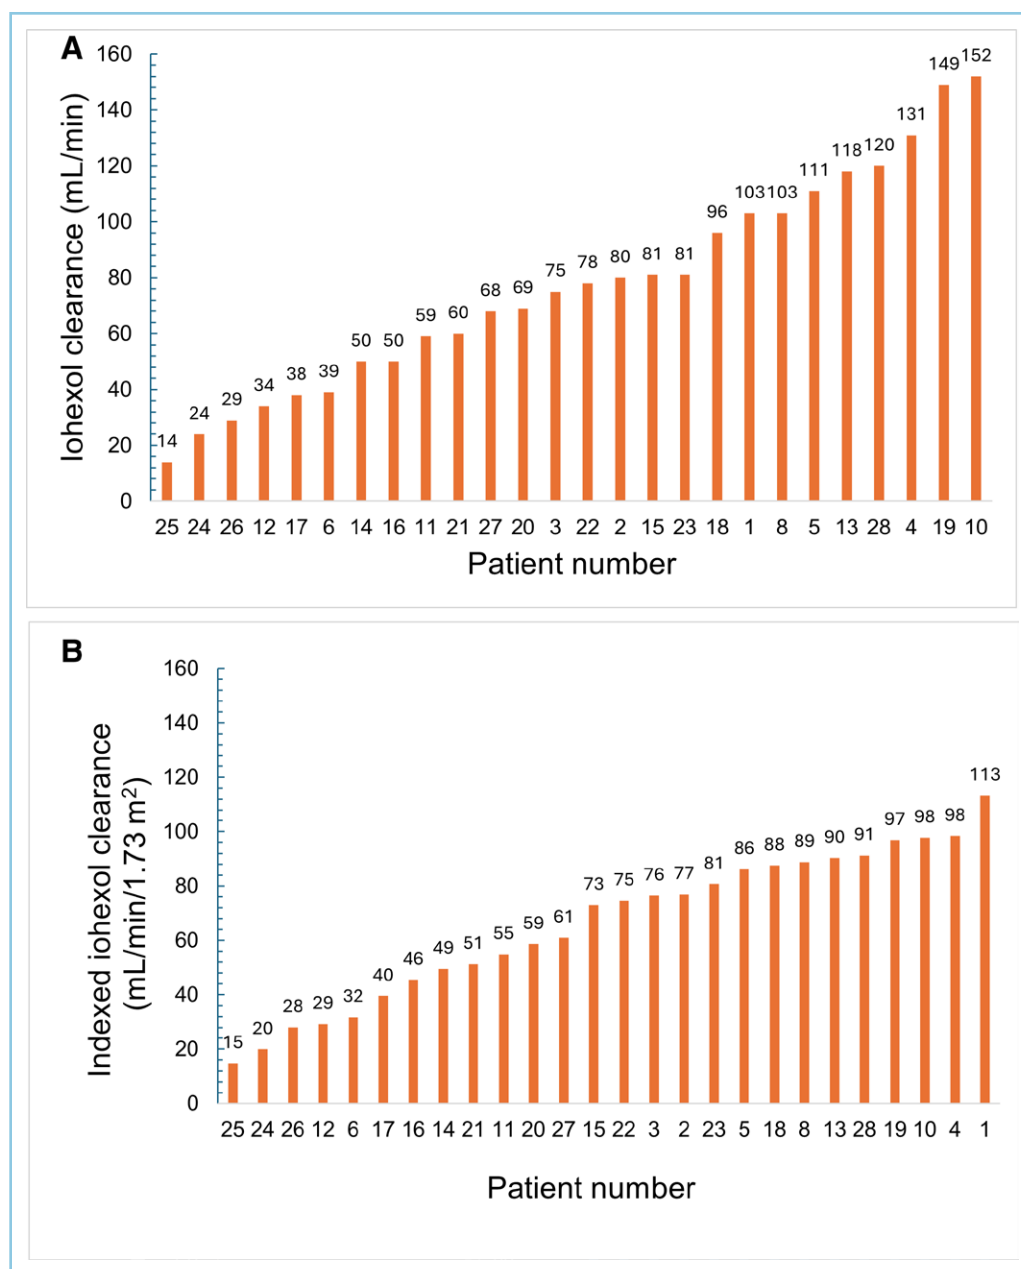 A
160
140
120
100
80
60
40
20
0
Iohexol clearance (mL/min)
14 24 29 34 38 39 50 50 59 60 68 69 75 78 80 81 81 96 103 103 111 118 120 131 149 152
25 24 26 12 17 6 14 16 11 21 27 20 3 22 2 15 23 18 1 8 5 13 28 4 19 10
Patient number
B
160
140
120
100
80
60
40
20
0
Indexed iohexol clearance
(mL/min/1.73 m²)
15 20 28 29 32 40 46 49 51 55 59 61 73 75 76 77 81 86 88 89 90 91 97 98 98 113
25 24 26 12 6 17 16 14 21 11 20 27 15 22 3 2 23 5 18 8 13 28 19 10 4 1
Patient number